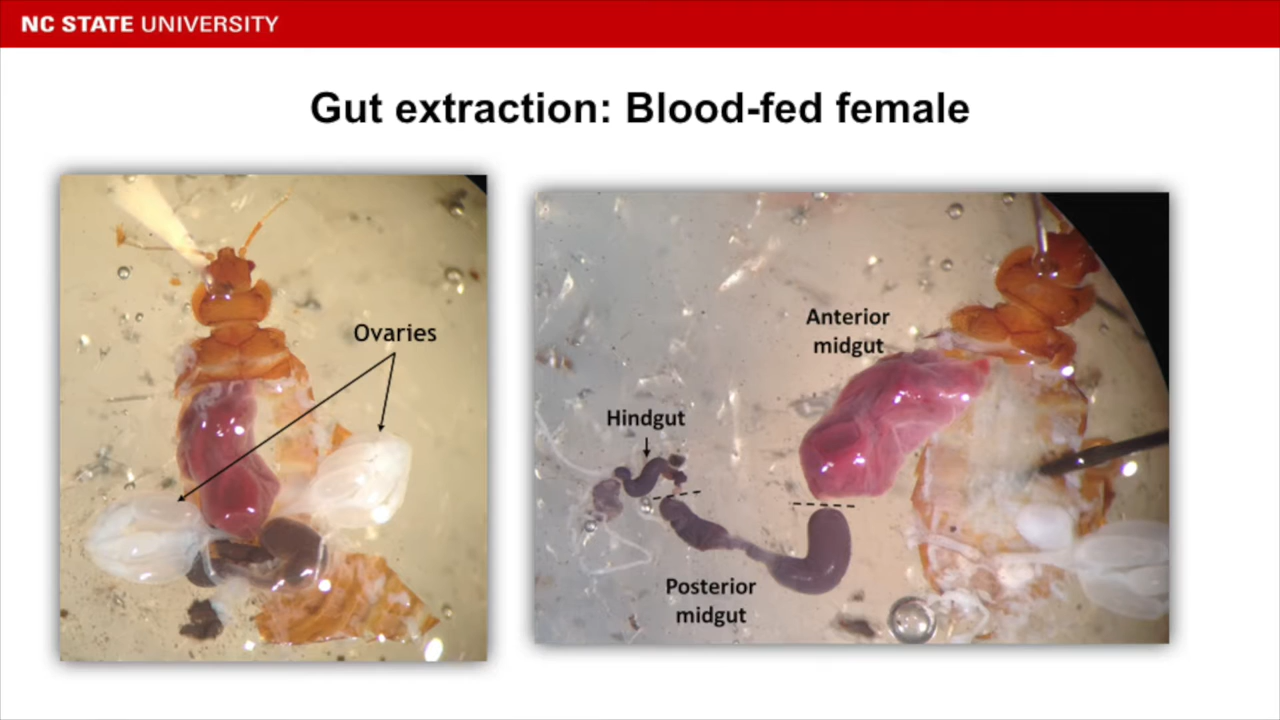 NC STATE UNIVERSITY
Gut extraction: Blood-fed female
Ovaries
Anterior
midgut
Hindgut
Posterior
midgut